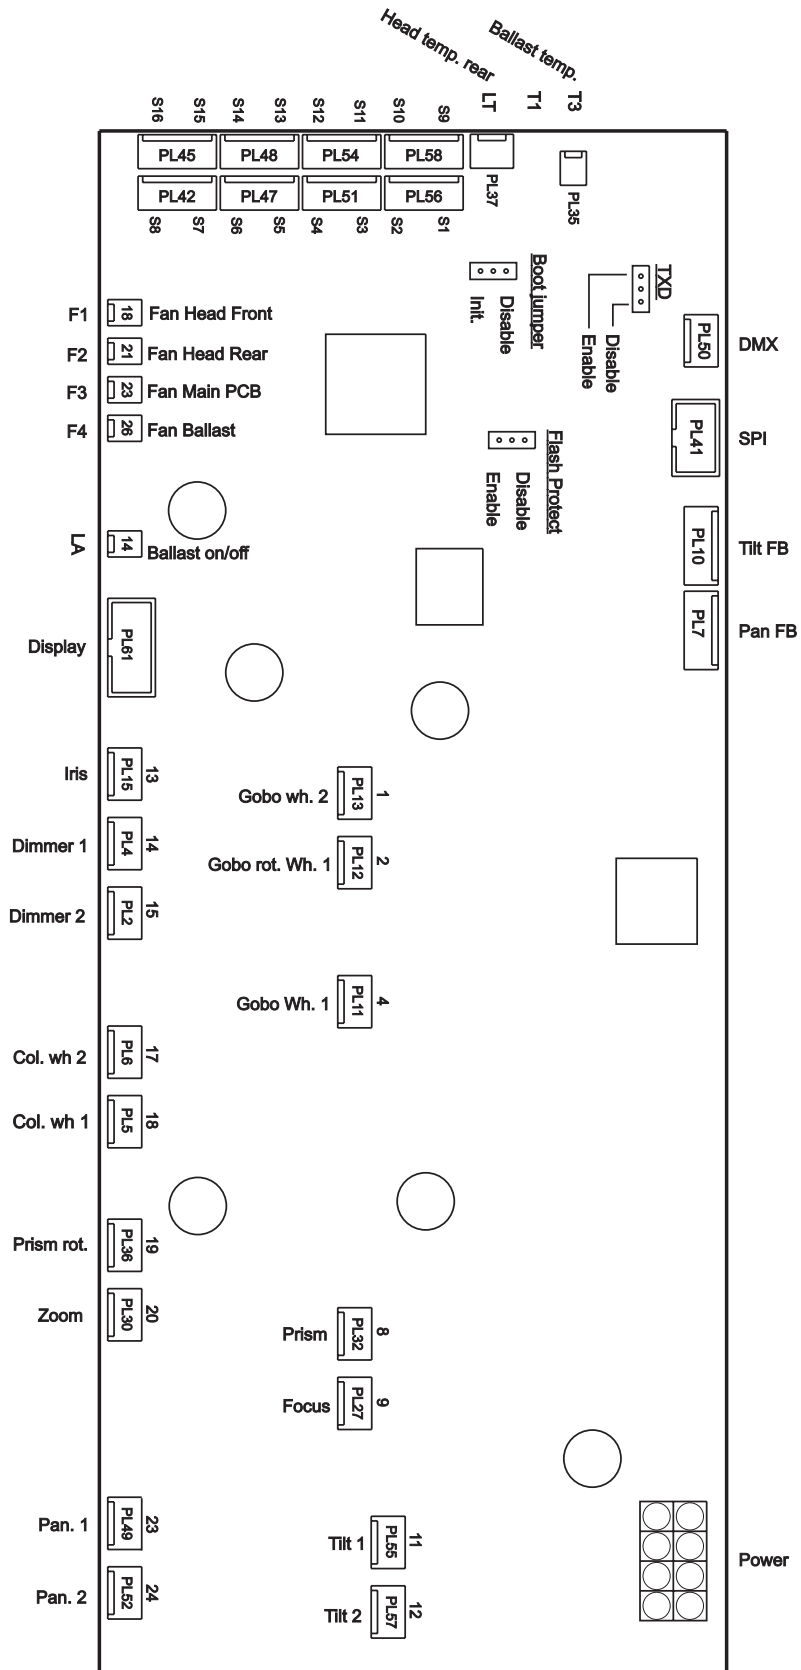 Head temp. rear
Ballast temp.
S16 S15 S14 S13 S12 S11 S10 S9 LT T1 T3
PL45 PL48 PL54 PL58
PL42 PL47 PL51 PL56 PL37 PL35
S8 S7 S6 S5 S4 S3 S2 S1
Boot jumper
Disable
Init.
TXD
Disable
Enable
F1 18 Fan Head Front
F2 21 Fan Head Rear
F3 23 Fan Main PCB
F4 26 Fan Ballast
PL50 DMX
PL41 SPI
Flash Protect
Disable
Enable
LA 14 Ballast on/off
PL10 Tilt FB
Display PL61
PL7 Pan FB
Iris PL15 13
Gobo wh. 2 PL13 1
Dimmer 1 PL4 14
Gobo rot. Wh. 1 PL12 2
Dimmer 2 PL2 15
Gobo Wh. 1 PL11 4
Col. wh 2 PL6 17
Col. wh 1 PL5 18
Prism rot. PL36 19
Zoom PL30 20
Prism PL32 8
Focus PL27 9
Pan. 1 PL49 23
Tilt 1 PL55 11
Power
Pan. 2 PL52 24
Tilt 2 PL57 12